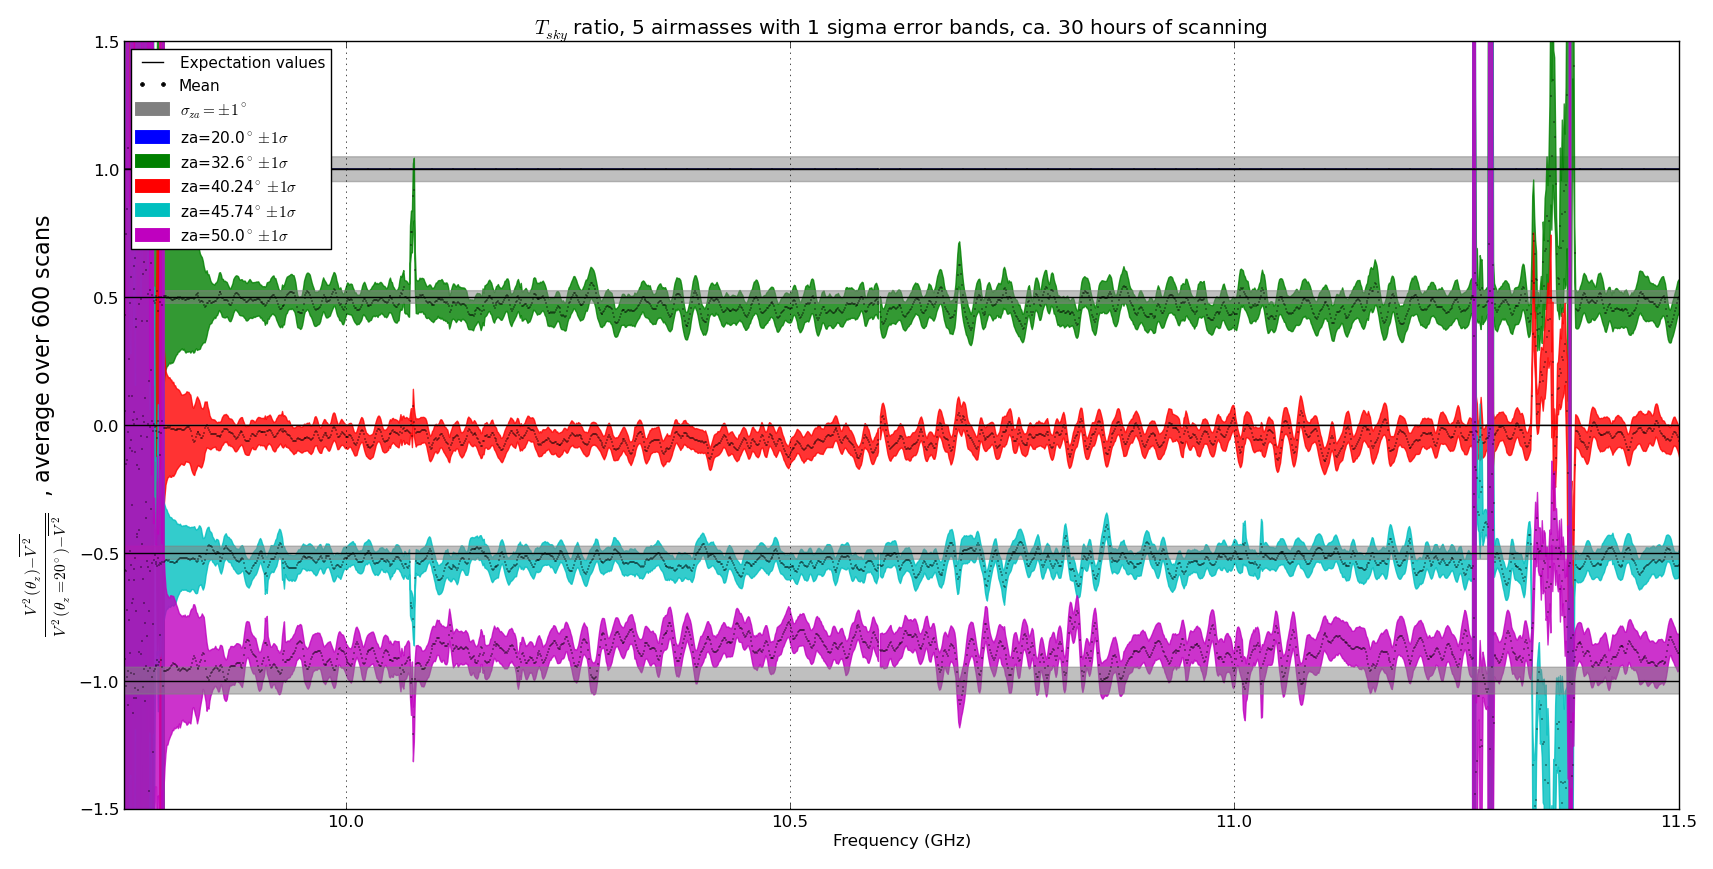 T_sky ratio, 5 airmasses with 1 sigma error bands, ca. 30 hours of scanning
1.5
1.0
0.5
0.0
−0.5
−1.0
−1.5
Expectation values
Mean
σ_za = ±1°
za=20.0° ±1σ
za=32.6° ±1σ
za=40.24° ±1σ
za=45.74° ±1σ
za=50.0° ±1σ
V²(θ_z)−V̅²̅ / V²(θ_z=20°)−V̅²̅ , average over 600 scans
10.0
10.5
11.0
11.5
Frequency (GHz)